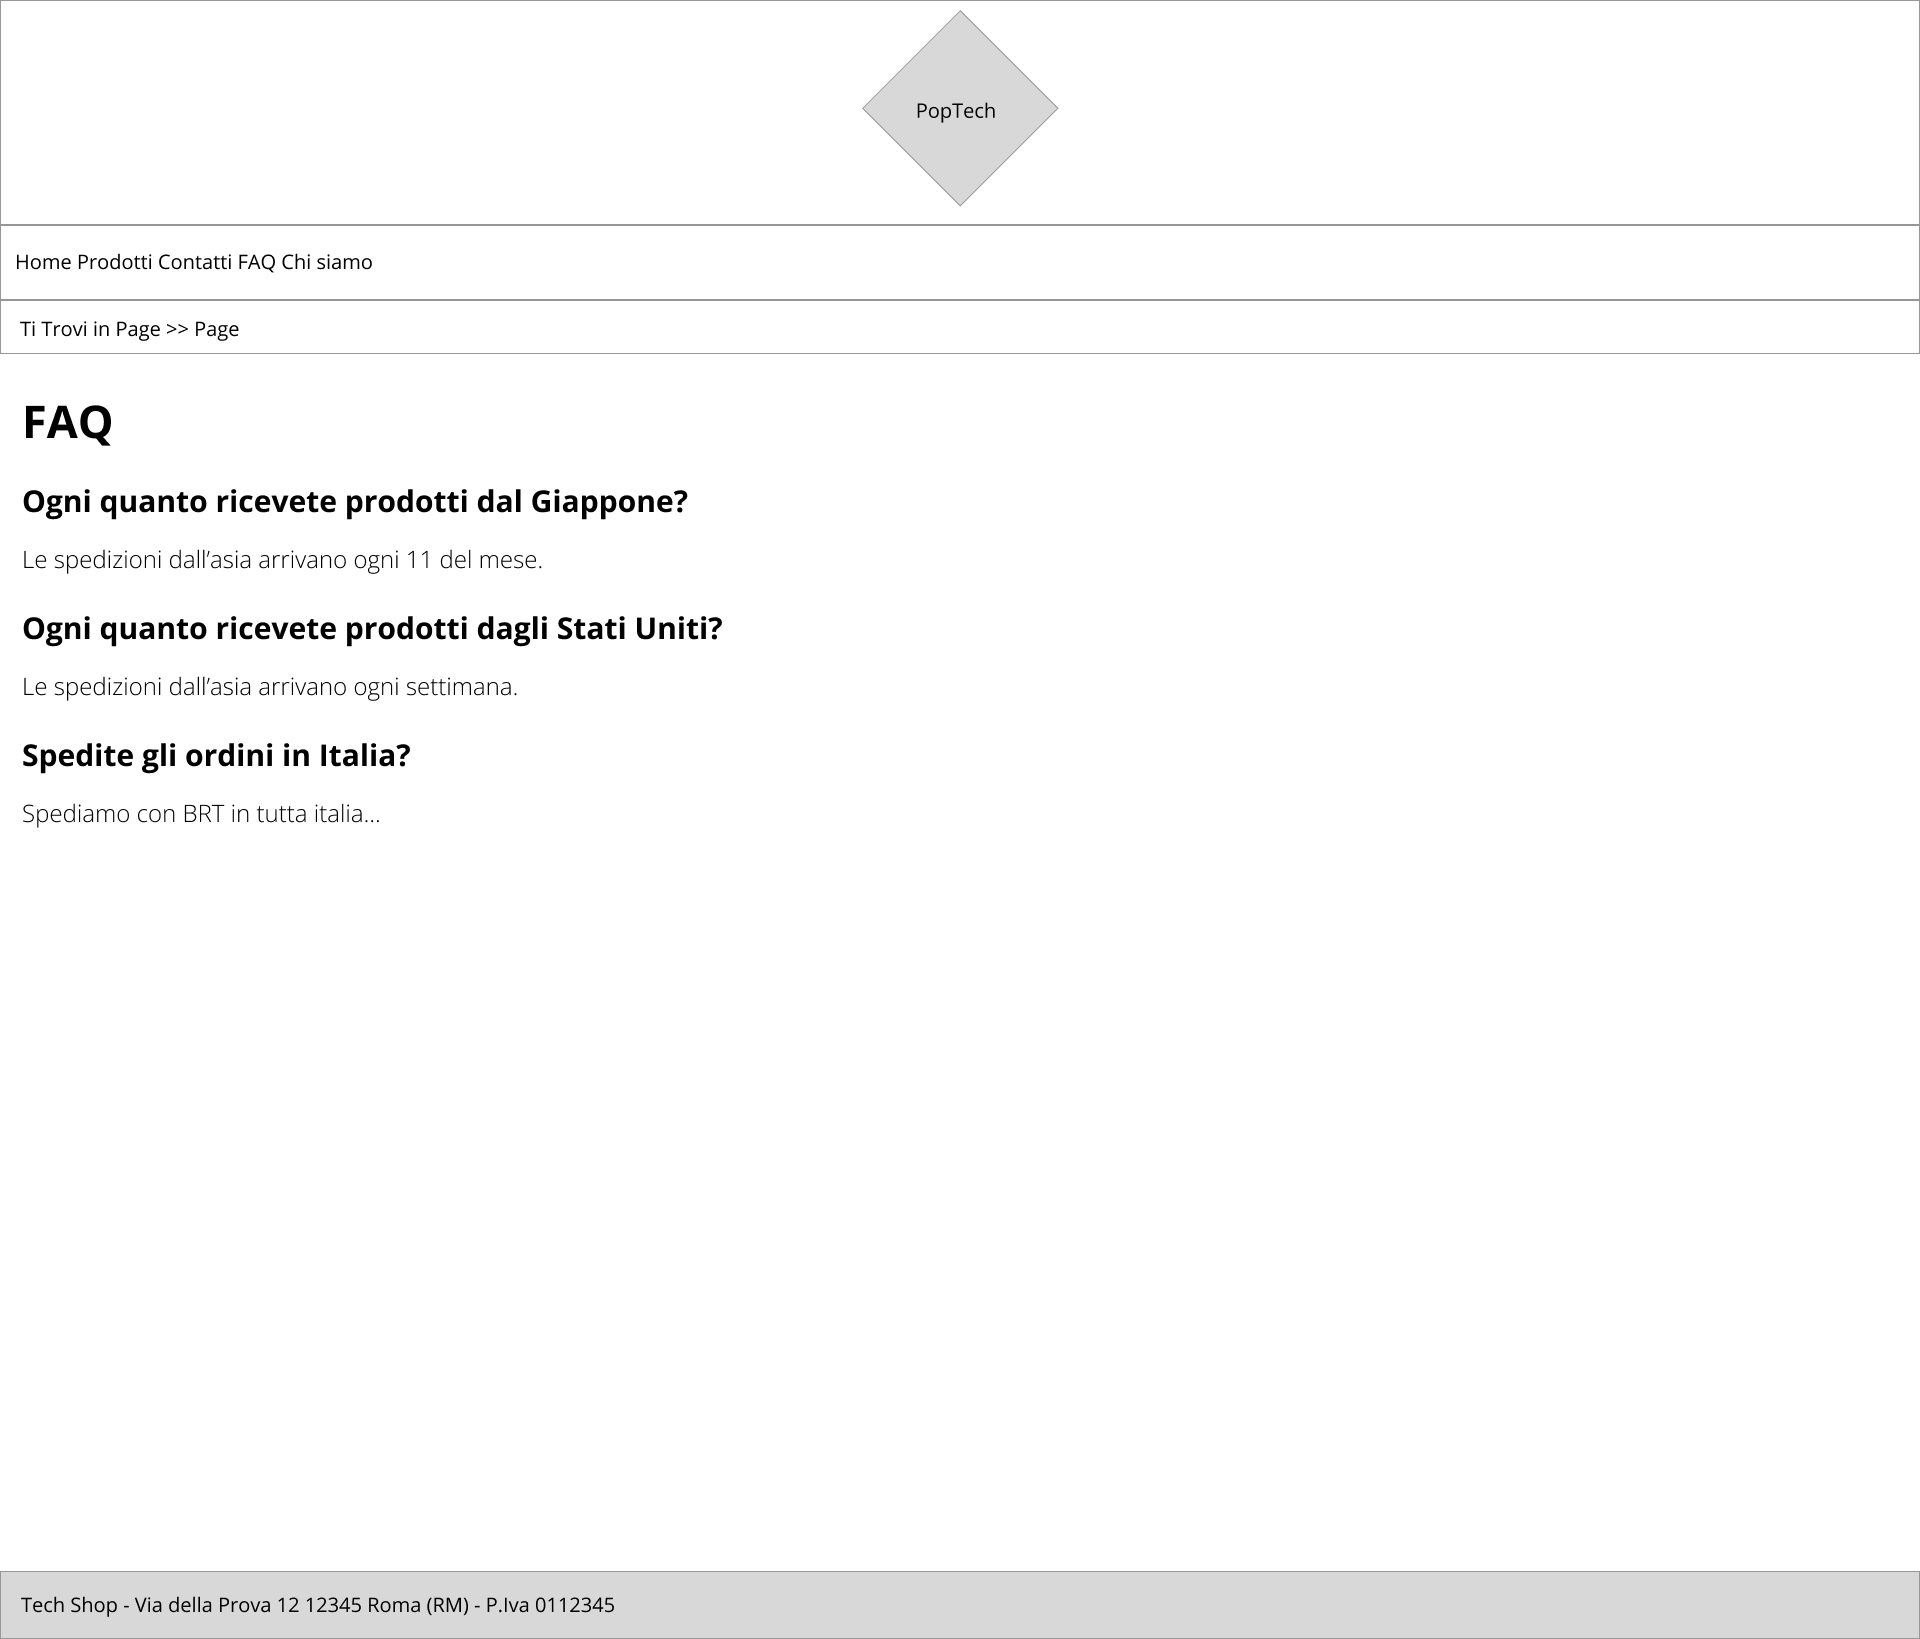 PopTech
Home Prodotti Contatti FAQ Chi siamo
Ti Trovi in Page >> Page
FAQ
Ogni quanto ricevete prodotti dal Giappone?
Le spedizioni dall’asia arrivano ogni 11 del mese.
Ogni quanto ricevete prodotti dagli Stati Uniti?
Le spedizioni dall’asia arrivano ogni settimana.
Spedite gli ordini in Italia?
Spediamo con BRT in tutta italia...
Tech Shop - Via della Prova 12 12345 Roma (RM) - P.Iva 0112345